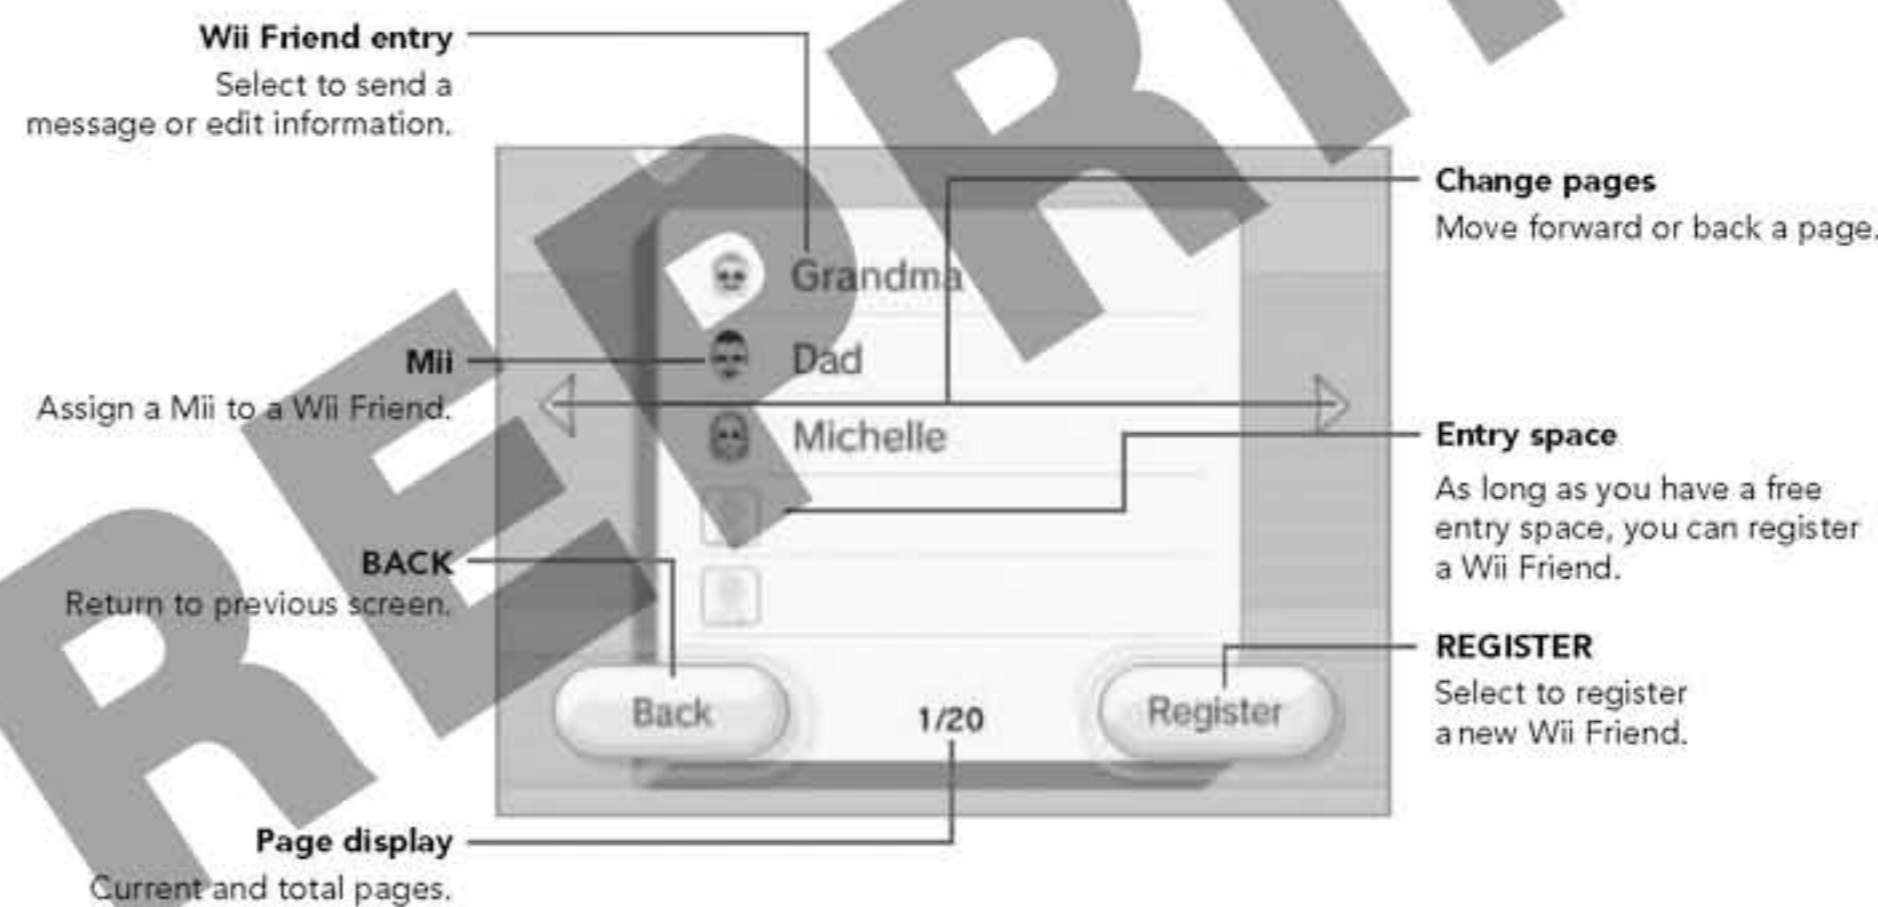 Wii Friend entry
Select to send a
message or edit information.
Mii
Assign a Mii to a Wii Friend.
BACK
Return to previous screen.
Page display
Current and total pages.
Grandma
Dad
Michelle
Back
1/20
Register
Change pages
Move forward or back a page.
Entry space
As long as you have a free
entry space, you can register
a Wii Friend.
REGISTER
Select to register
a new Wii Friend.